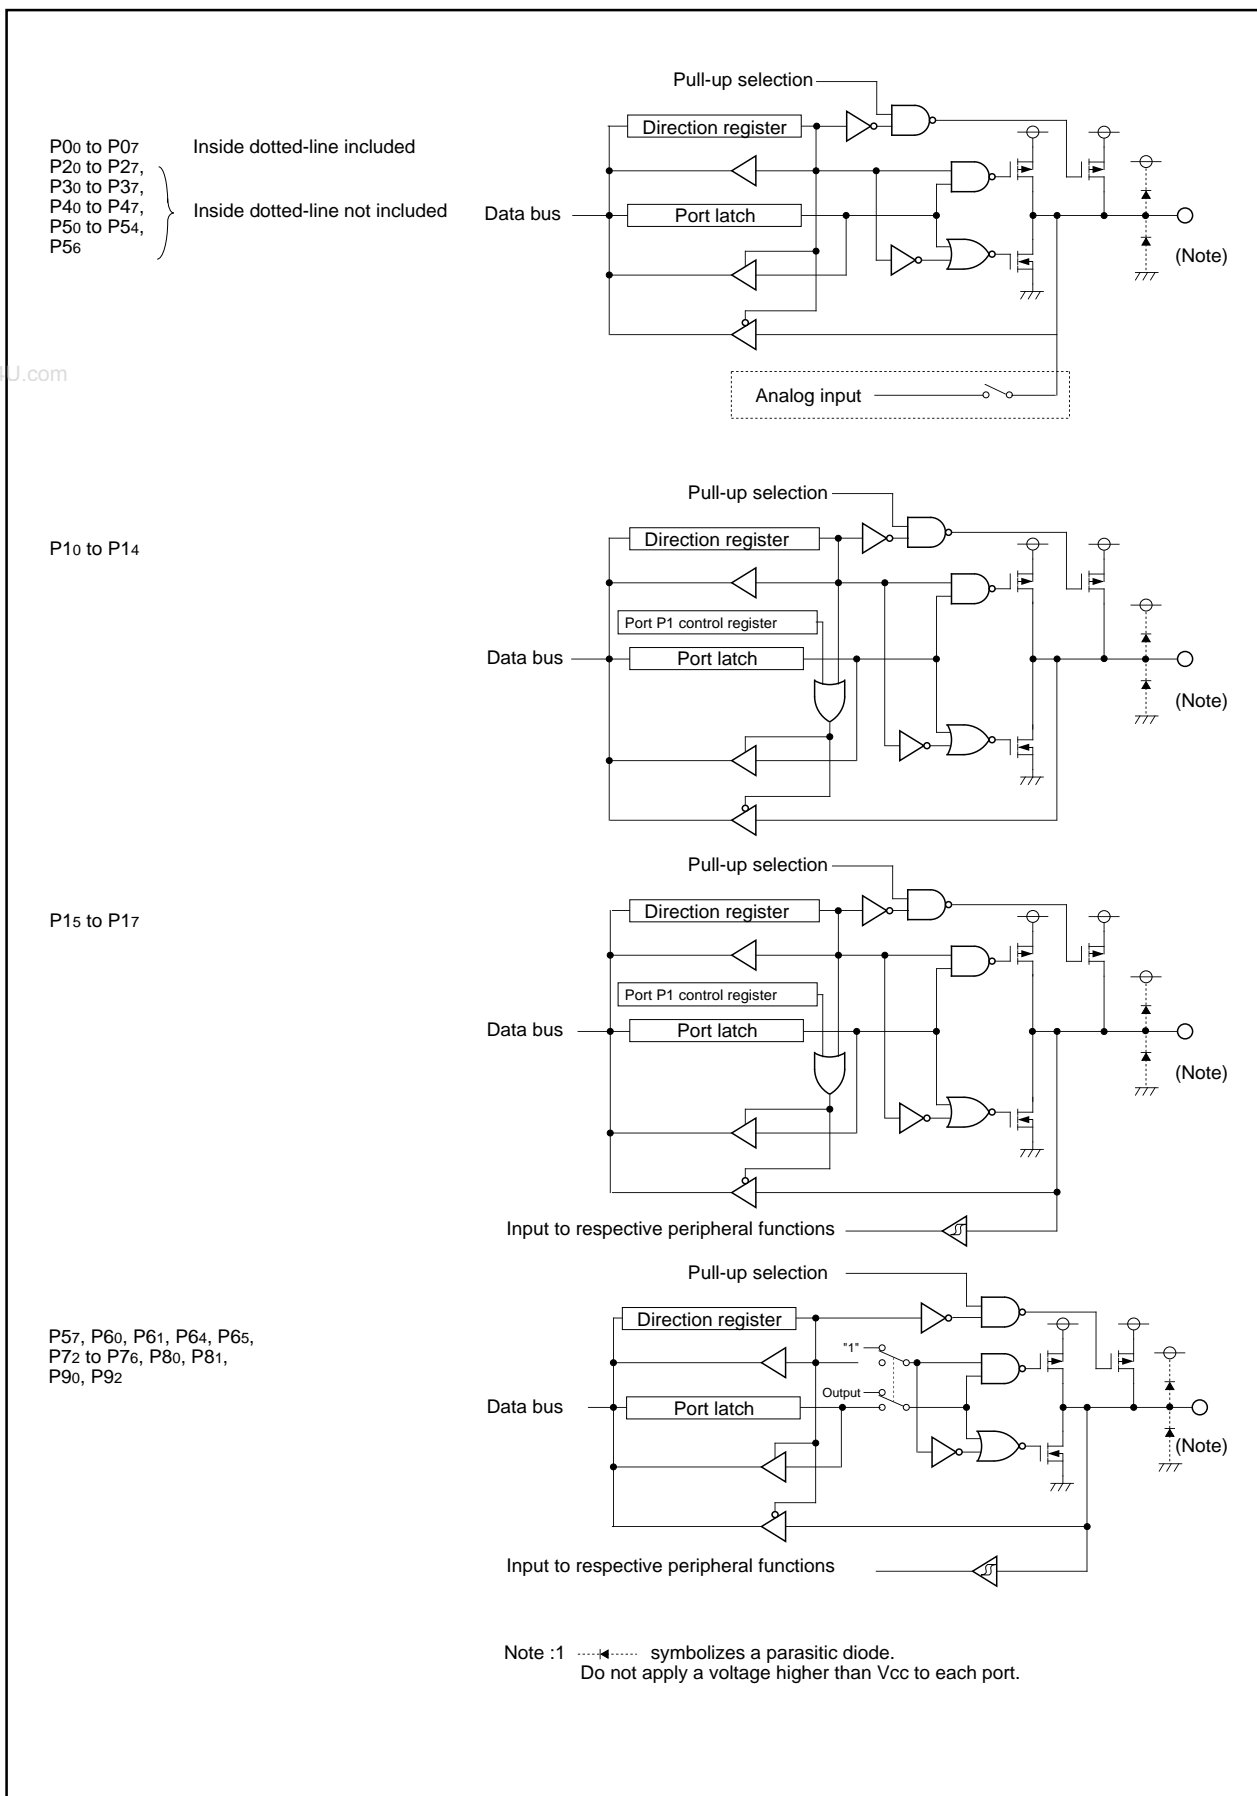 Pull-up selection
Direction register
P00 to P07 Inside dotted-line included
P20 to P27,
P30 to P37,
P40 to P47, Inside dotted-line not included
P50 to P54,
P56
Data bus
Port latch
(Note)
4U.com
Analog input
Pull-up selection
P10 to P14
Direction register
Port P1 control register
Data bus
Port latch
(Note)
Pull-up selection
P15 to P17
Direction register
Port P1 control register
Data bus
Port latch
(Note)
Input to respective peripheral functions
Pull-up selection
Direction register
P57, P60, P61, P64, P65,
P72 to P76, P80, P81,
P90, P92
"1"
Output
Data bus
Port latch
(Note)
Input to respective peripheral functions
Note :1 symbolizes a parasitic diode.
Do not apply a voltage higher than Vcc to each port.